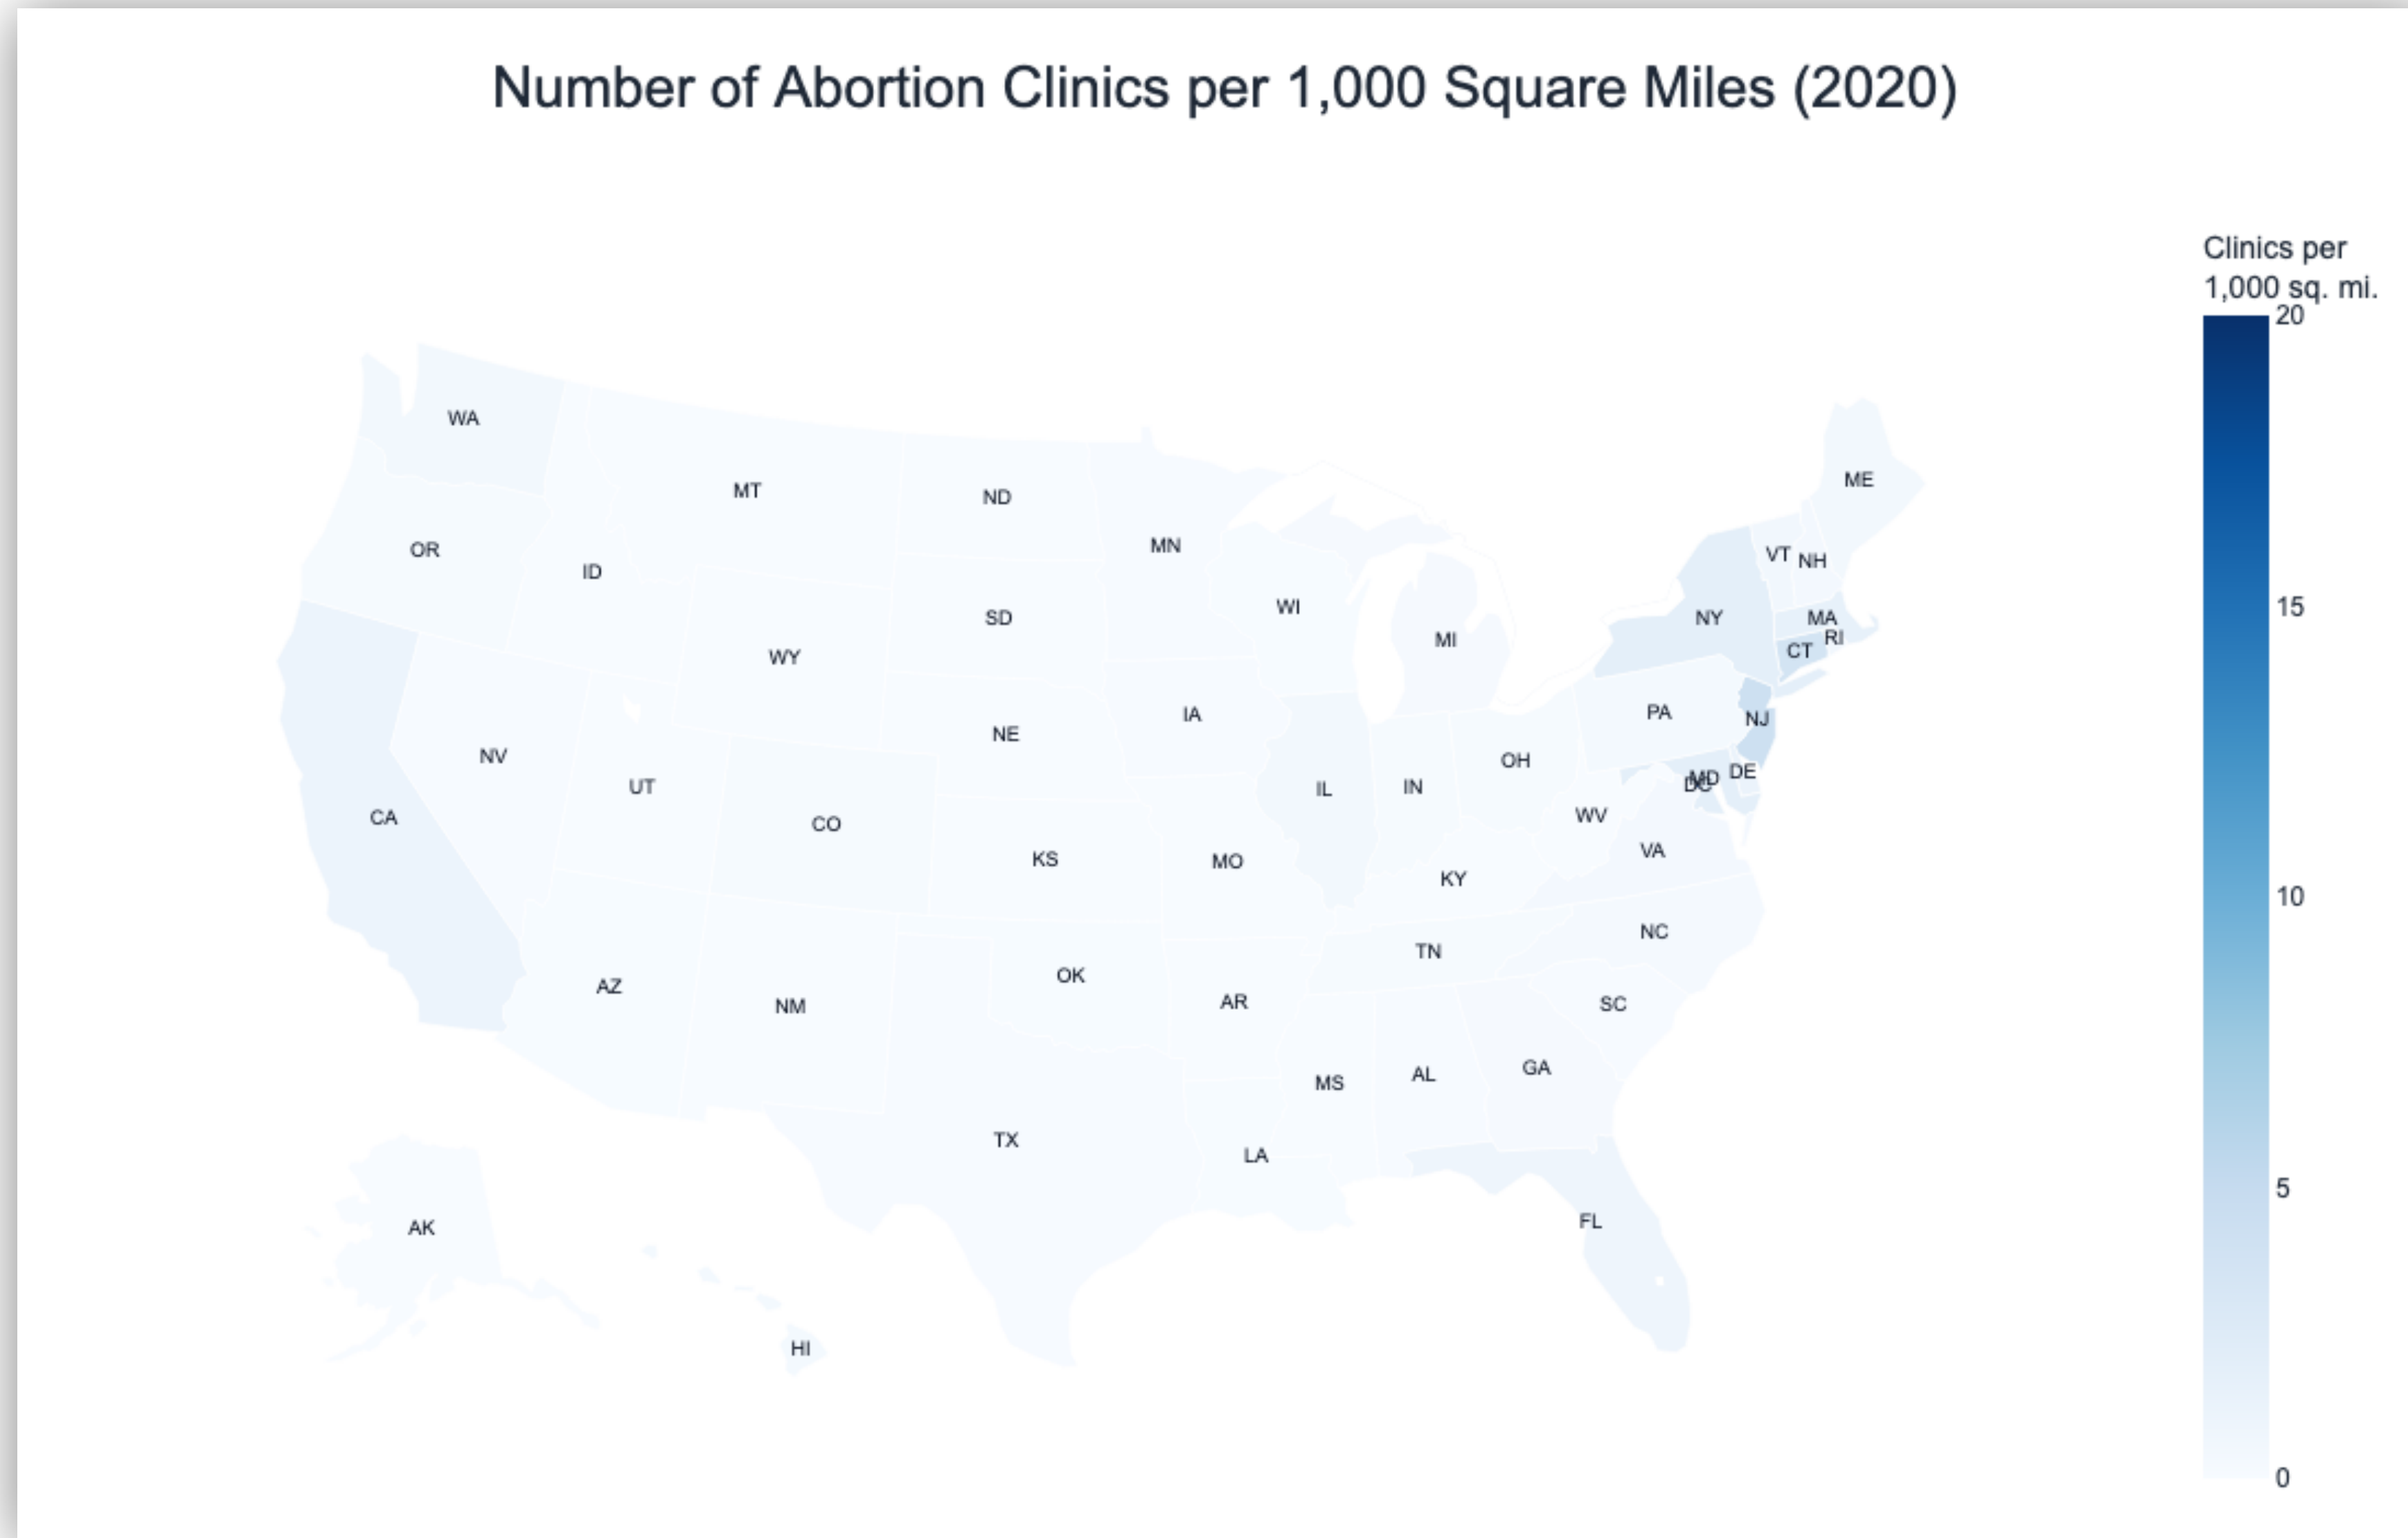 Number of Abortion Clinics per 1,000 Square Miles (2020)
Clinics per
1,000 sq. mi.
20
15
10
5
0
WA
MT
ND
MN
ME
OR
ID
SD
WI
MI
VT
NH
NY
MA
RI
CT
WY
IA
NE
PA
NJ
NV
UT
CO
IL
IN
OH
MD
DC
DE
CA
KS
MO
WV
VA
KY
AZ
NM
OK
AR
TN
NC
SC
MS
AL
GA
TX
LA
FL
AK
HI